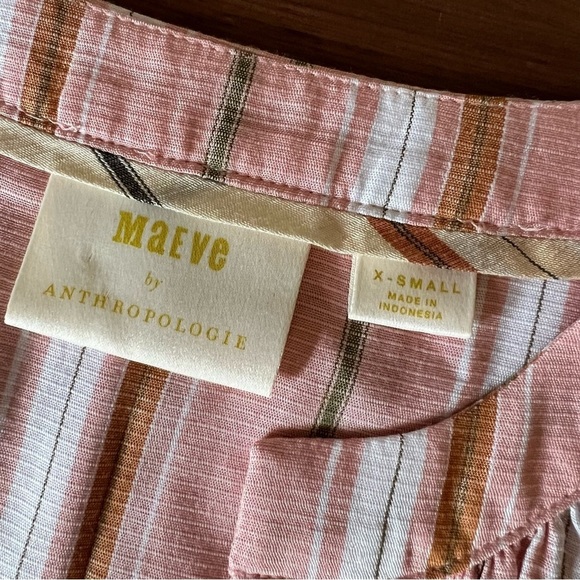 MaEVe
by
ANTHROPOLOGIE
X-SMALL
MADE IN
INDONESIA